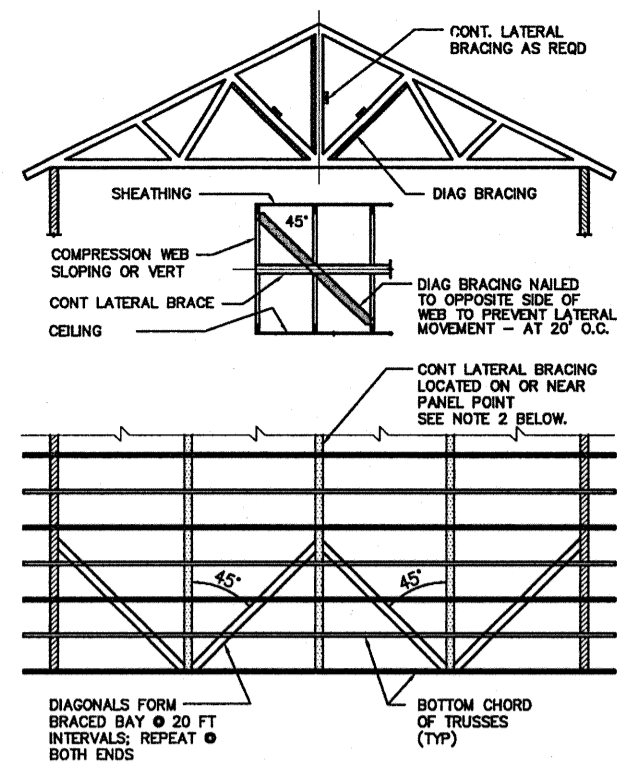 CONT. LATERAL
BRACING AS REQD
SHEATHING
DIAG BRACING
45°
COMPRESSION WEB
SLOPING OR VERT
CONT LATERAL BRACE
CEILING
DIAG BRACING NAILED
TO OPPOSITE SIDE OF
WEB TO PREVENT LATERAL
MOVEMENT – AT 20' O.C.
CONT LATERAL BRACING
LOCATED ON OR NEAR
PANEL POINT
SEE NOTE 2 BELOW.
45°
45°
DIAGONALS FORM
BRACED BAY @ 20 FT
INTERVALS; REPEAT @
BOTH ENDS
BOTTOM CHORD
OF TRUSSES
(TYP)